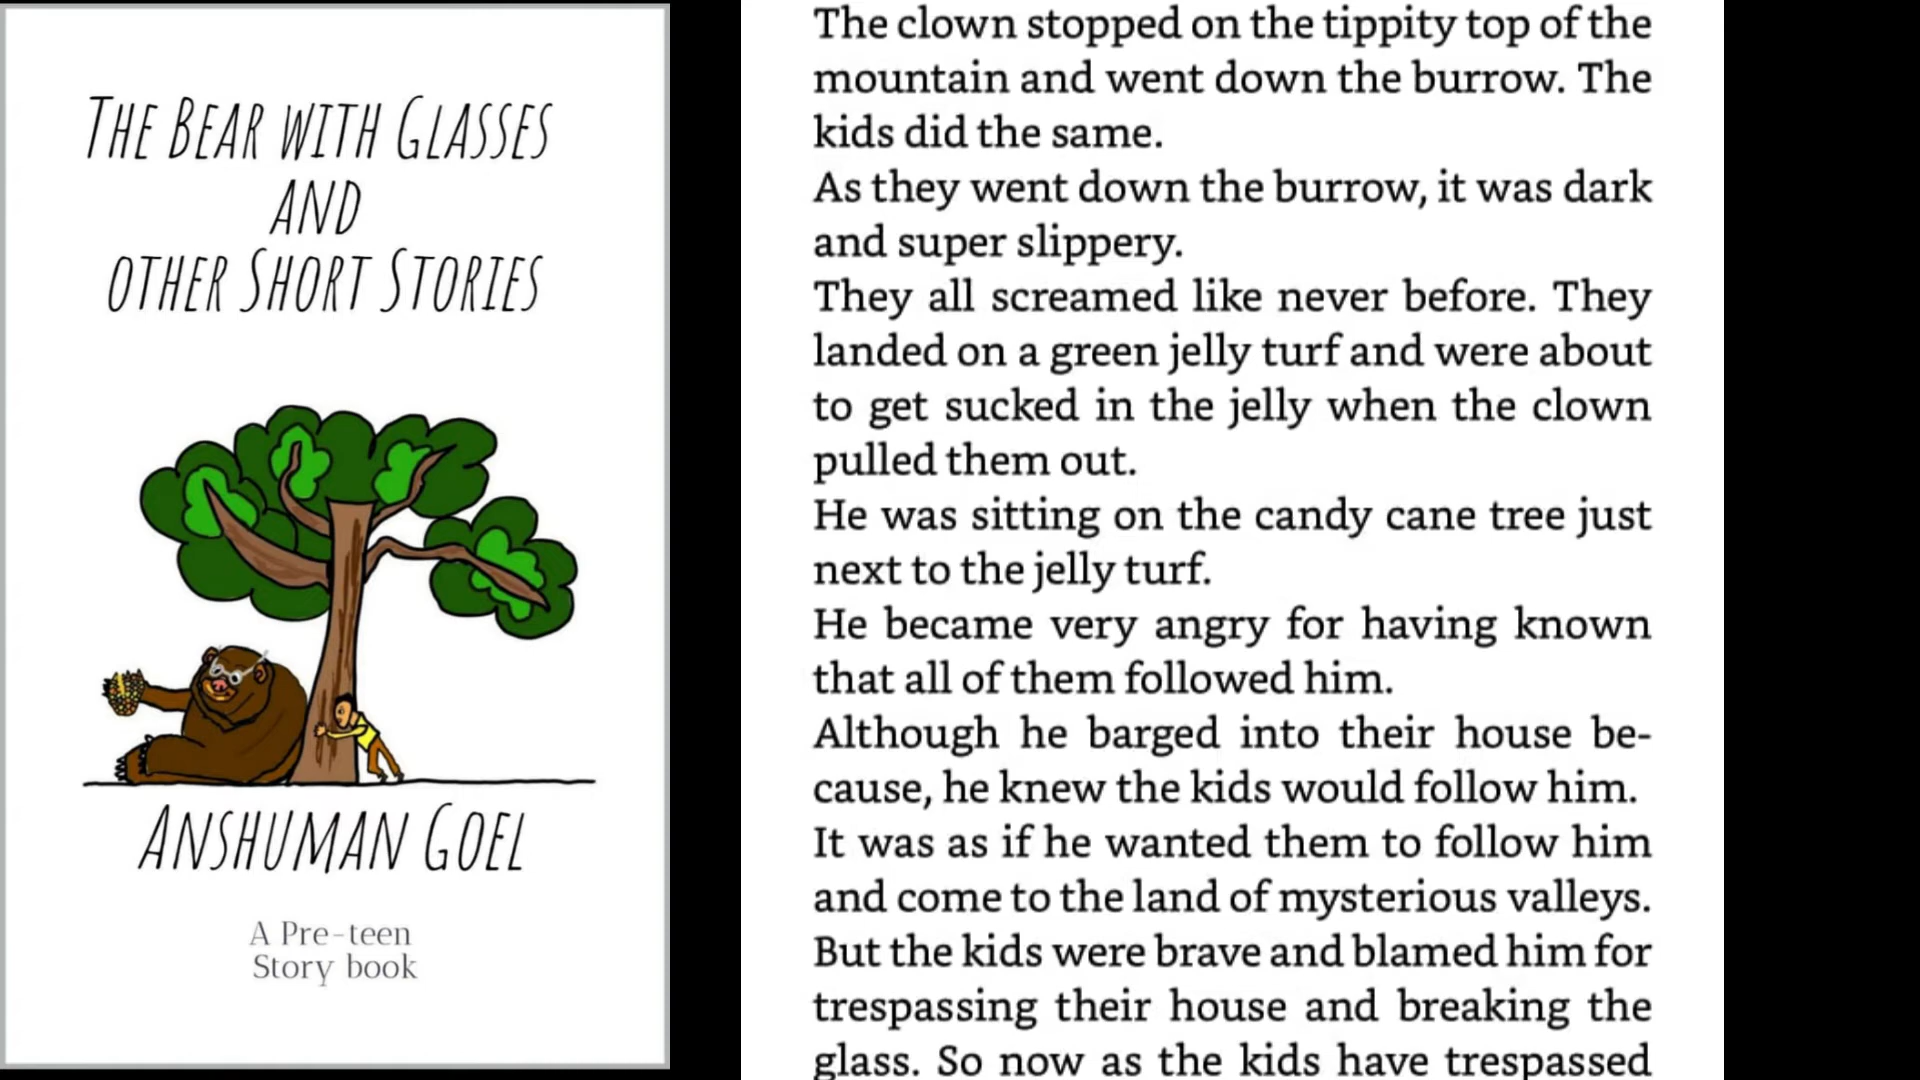 THE BEAR WITH GLASSES
AND
OTHER SHORT STORIES
ANSHUMAN GOEL
A Pre-teen
Story book
The clown stopped on the tippity top of the
mountain and went down the burrow. The
kids did the same.
As they went down the burrow, it was dark
and super slippery.
They all screamed like never before. They
landed on a green jelly turf and were about
to get sucked in the jelly when the clown
pulled them out.
He was sitting on the candy cane tree just
next to the jelly turf.
He became very angry for having known
that all of them followed him.
Although he barged into their house be-
cause, he knew the kids would follow him.
It was as if he wanted them to follow him
and come to the land of mysterious valleys.
But the kids were brave and blamed him for
trespassing their house and breaking the
glass. So now as the kids have trespassed